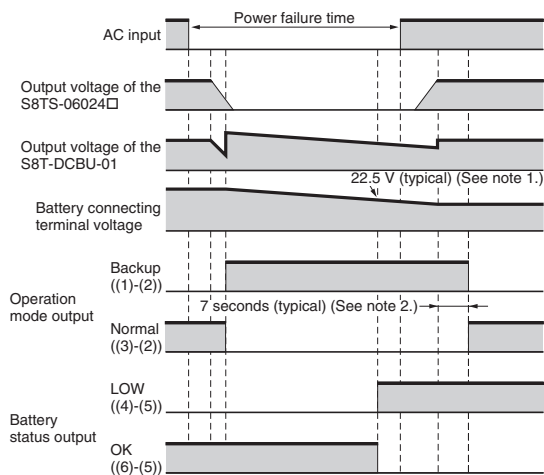 Power failure time
AC input
Output voltage of the
S8TS-06024□
Output voltage of the
S8T-DCBU-01
22.5 V (typical) (See note 1.)
Battery connecting
terminal voltage
Backup
((1)-(2))
Operation
mode output
7 seconds (typical) (See note 2.)
Normal
((3)-(2))
LOW
((4)-(5))
Battery
status output
OK
((6)-(5))